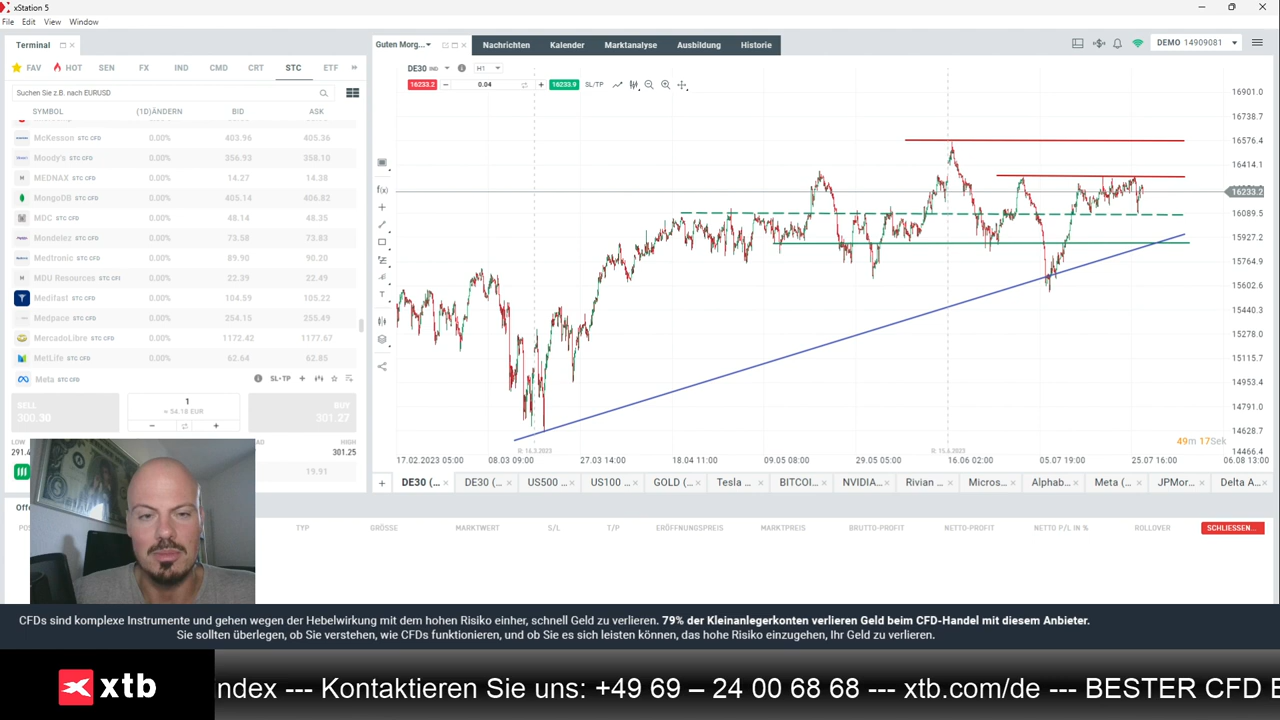 xStation 5
File Edit View Window
Terminal
FAV HOT SEN FX IND CMD CRT STC ETF
Suchen Sie z.B. nach EURUSD
SYMBOL (1D)ÄNDERN BID ASK
McKesson STC CFD 0.00% 403.96 405.36
Moody's STC CFD 0.00% 356.93 358.10
MEDNAX STC CFD 0.00% 14.27 14.38
MongoDB STC CFD 0.00% 405.14 408.18
MDC STC CFD 0.00% 48.14 48.35
Mondelez STC CFD 0.00% 73.58 73.83
Medtronic STC CFD 0.00% 89.90 90.20
MDU Resources STC CFD 0.00% 22.39 22.49
Medifast STC CFD 0.00% 104.59 105.22
Medpace STC CFD 0.00% 254.15 255.49
MercadoLibre STC CFD 0.00% 1172.42 1177.67
MetLife STC CFD 0.00% 62.64 62.85
Meta STC CFD SL+TP
SELL 300.30
1
≈ 54.18 EUR
BUY 301.27
LOW HIGH
291.4 301.25
19.91
Guten Morg... Nachrichten Kalender Marktanalyse Ausbildung Historie
DEMO 14909081
DE30 IND H1
16233.2 0.04 16233.9 SL/TP
16901.0
16738.7
16576.4
16414.1
16233.2
16089.5
15927.2
15764.9
15602.6
15440.3
15278.0
15115.7
14953.4
14791.0
14628.7
14466.4
49m 17Sek
R: 15.6.2023
17.02.2023 05:00 08.03 09:00 27.03 14:00 18.04 11:00 09.05 08:00 29.05 05:00 16.06 02:00 05.07 19:00 25.07 16:00 06.08 13:00
DE30 (... DE30 (... US500 ... US100 ... GOLD (... Tesla ... BITCOI... NVIDIA... Rivian ... Micros... Alphab... Meta (... JPMor... Delta A...
TYP GRÖSSE MARKTWERT S/L T/P ERÖFFNUNGSPREIS MARKTPREIS BRUTTO-PROFIT NETTO-PROFIT NETTO P/L IN % ROLLOVER SCHLIESSEN...
CFDs sind komplexe Instrumente und gehen wegen der Hebelwirkung mit dem hohen Risiko einher, schnell Geld zu verlieren. 79% der Kleinanlegerkonten verlieren Geld beim CFD-Handel mit diesem Anbieter.
Sie sollten überlegen, ob Sie verstehen, wie CFDs funktionieren, und ob Sie es sich leisten können, das hohe Risiko einzugehen, Ihr Geld zu verlieren.
xtb
ndex --- Kontaktieren Sie uns: +49 69 – 24 00 68 68 --- xtb.com/de --- BESTER CFD